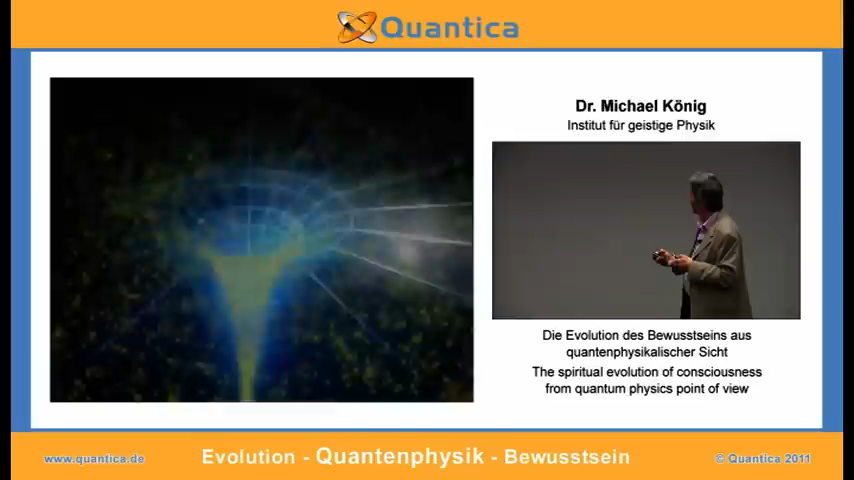 Quantica
Dr. Michael König
Institut für geistige Physik
Die Evolution des Bewusstseins aus
quantenphysikalischer Sicht
The spiritual evolution of consciousness
from quantum physics point of view
www.quantica.de
Evolution - Quantenphysik - Bewusstsein
© Quantica 2011